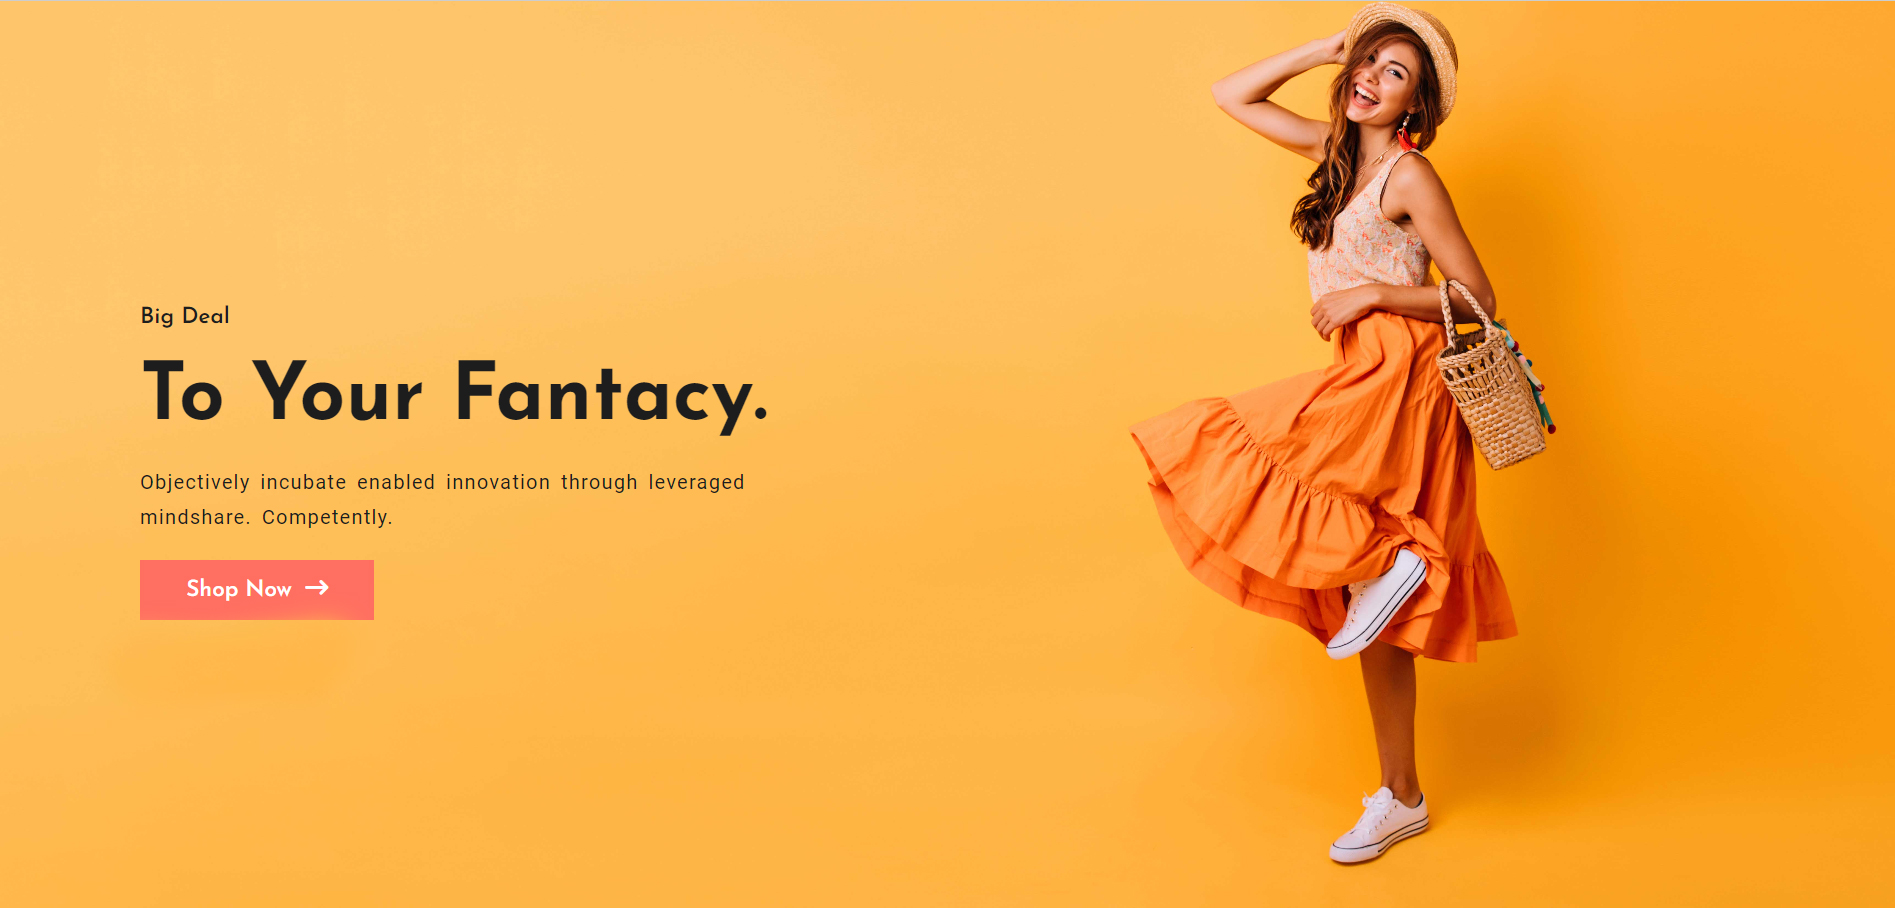 Big Deal
To Your Fantacy.
Objectively incubate enabled innovation through leveraged
mindshare. Competently.
Shop Now →